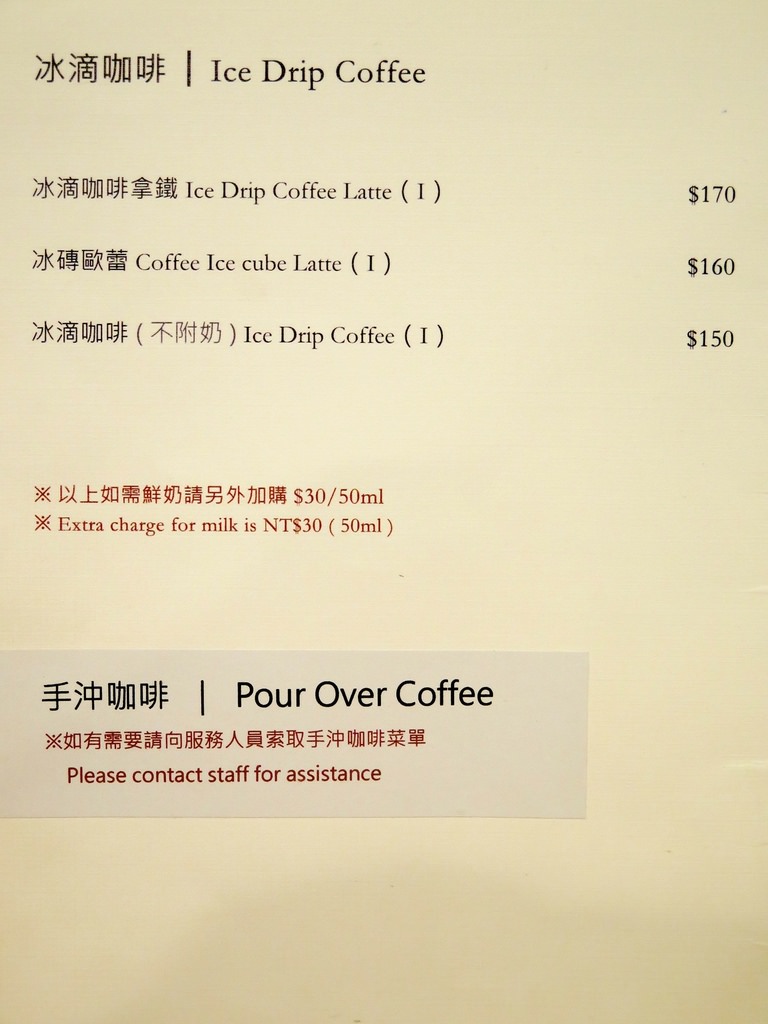 冰滴咖啡 | Ice Drip Coffee
冰滴咖啡拿鐵 Ice Drip Coffee Latte ( I ) $170
冰磚歐蕾 Coffee Ice cube Latte ( I ) $160
冰滴咖啡 ( 不附奶 ) Ice Drip Coffee ( I ) $150
※ 以上如需鮮奶請另外加購 $30/50ml
※ Extra charge for milk is NT$30 ( 50ml )
手沖咖啡 | Pour Over Coffee
※如有需要請向服務人員索取手沖咖啡菜單
Please contact staff for assistance